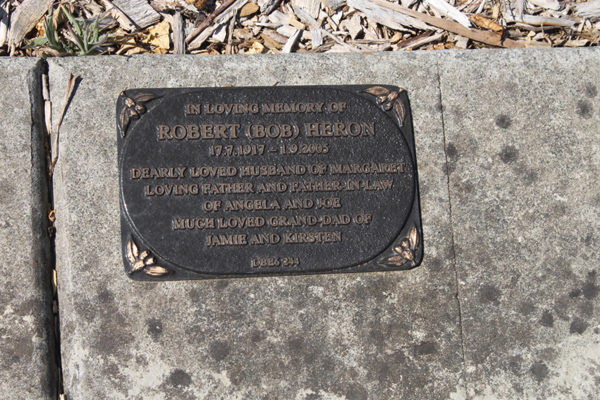 IN LOVING MEMORY OF
ROBERT (BOB) HERON
17.7.1917 - 1.9.2005
DEARLY LOVED HUSBAND OF MARGARET
LOVING FATHER AND FATHER-IN-LAW
OF ANGELA AND JOE
MUCH LOVED GRAND-DAD OF
JAMIE AND KIRSTEN